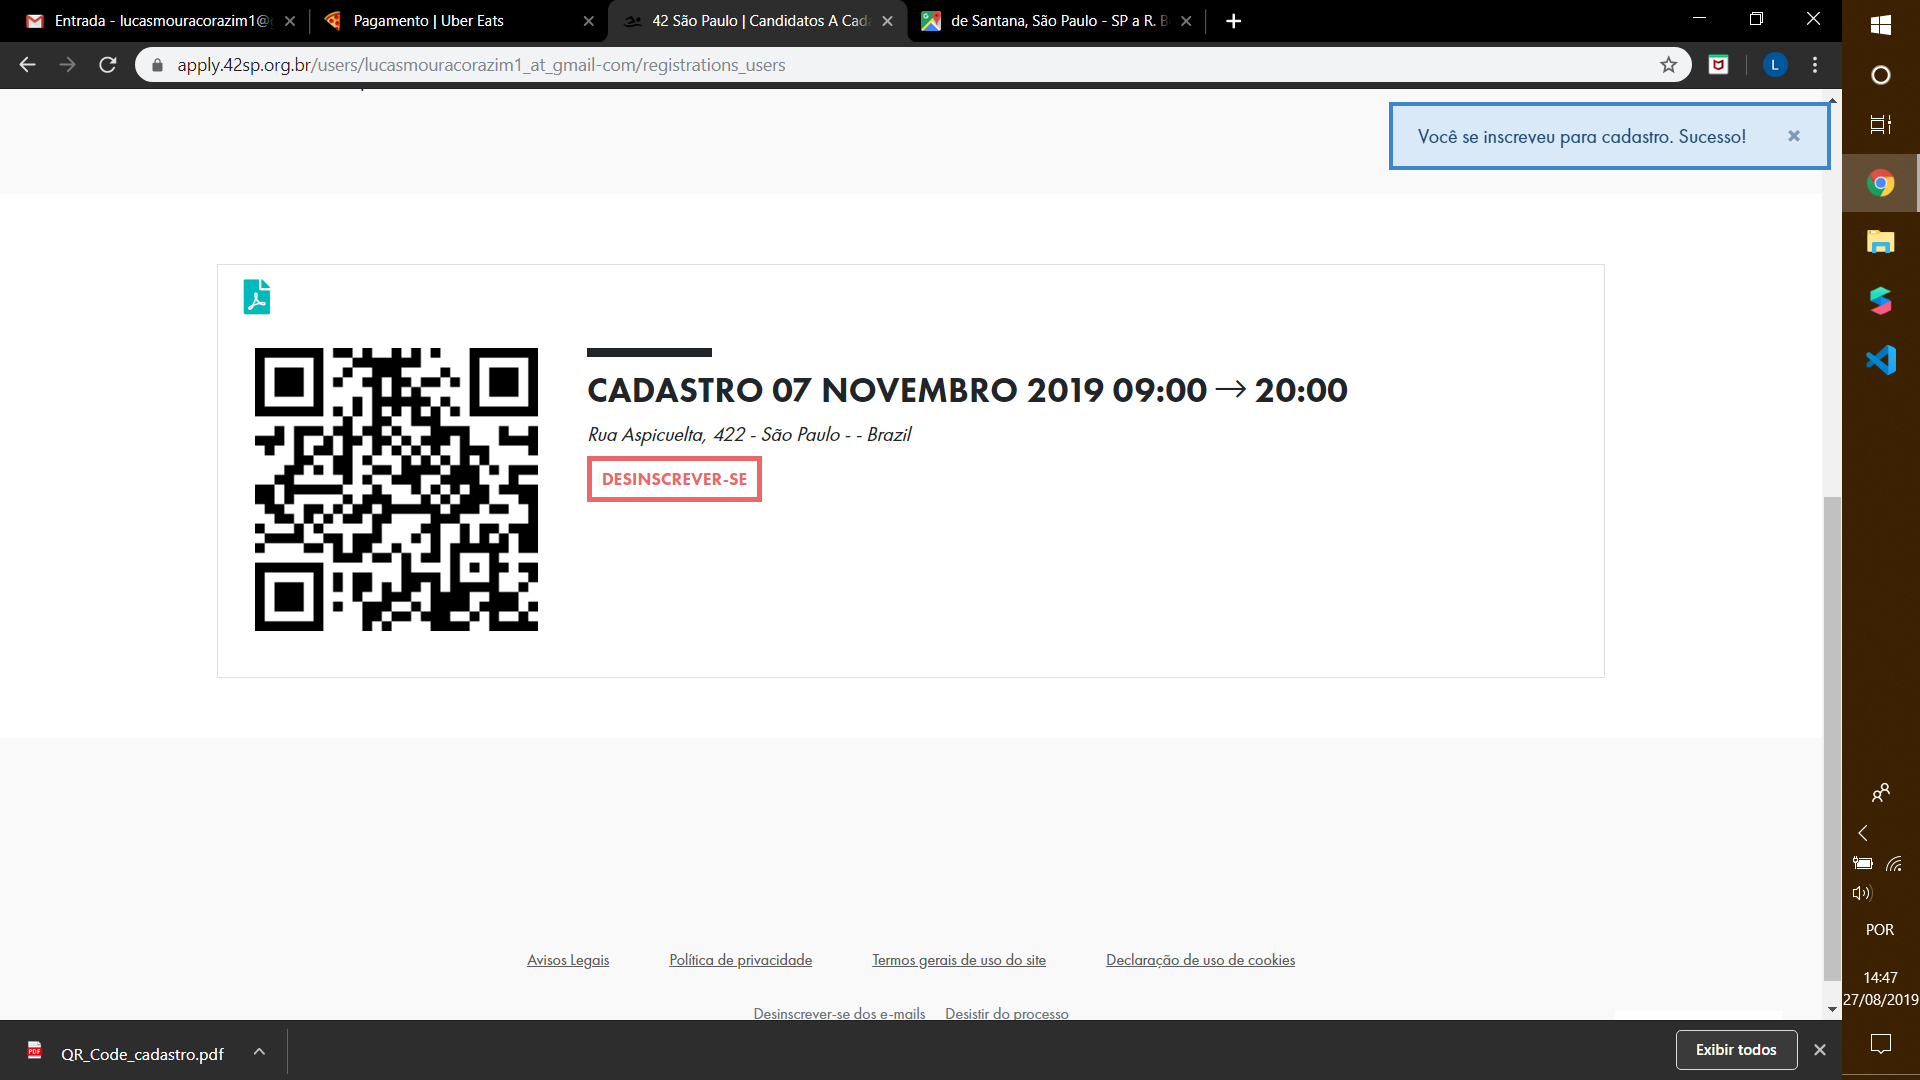 Entrada - lucasmouracorazim1@g
Pagamento | Uber Eats
42 São Paulo | Candidatos A Cada
de Santana, São Paulo - SP a R. B
apply.42sp.org.br/users/lucasmouracorazim1_at_gmail-com/registrations_users
L
Você se inscreveu para cadastro. Sucesso!
CADASTRO 07 NOVEMBRO 2019 09:00 → 20:00
Rua Aspicuelta, 422 - São Paulo - - Brazil
DESINSCREVER-SE
Avisos Legais
Política de privacidade
Termos gerais de uso do site
Declaração de uso de cookies
Desinscrever-se dos e-mails
Desistir do processo
QR_Code_cadastro.pdf
Exibir todos
POR
14:47
27/08/2019